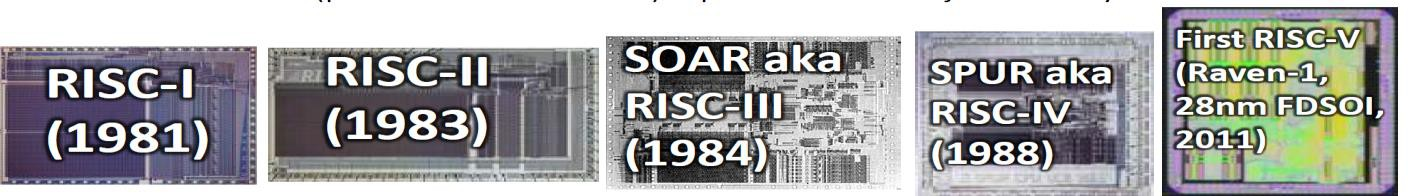 RISC-I
(1981)
RISC-II
(1983)
SOAR aka
RISC-III
(1984)
SPUR aka
RISC-IV
(1988)
First RISC-V
(Raven-1,
28nm FDSOI,
2011)